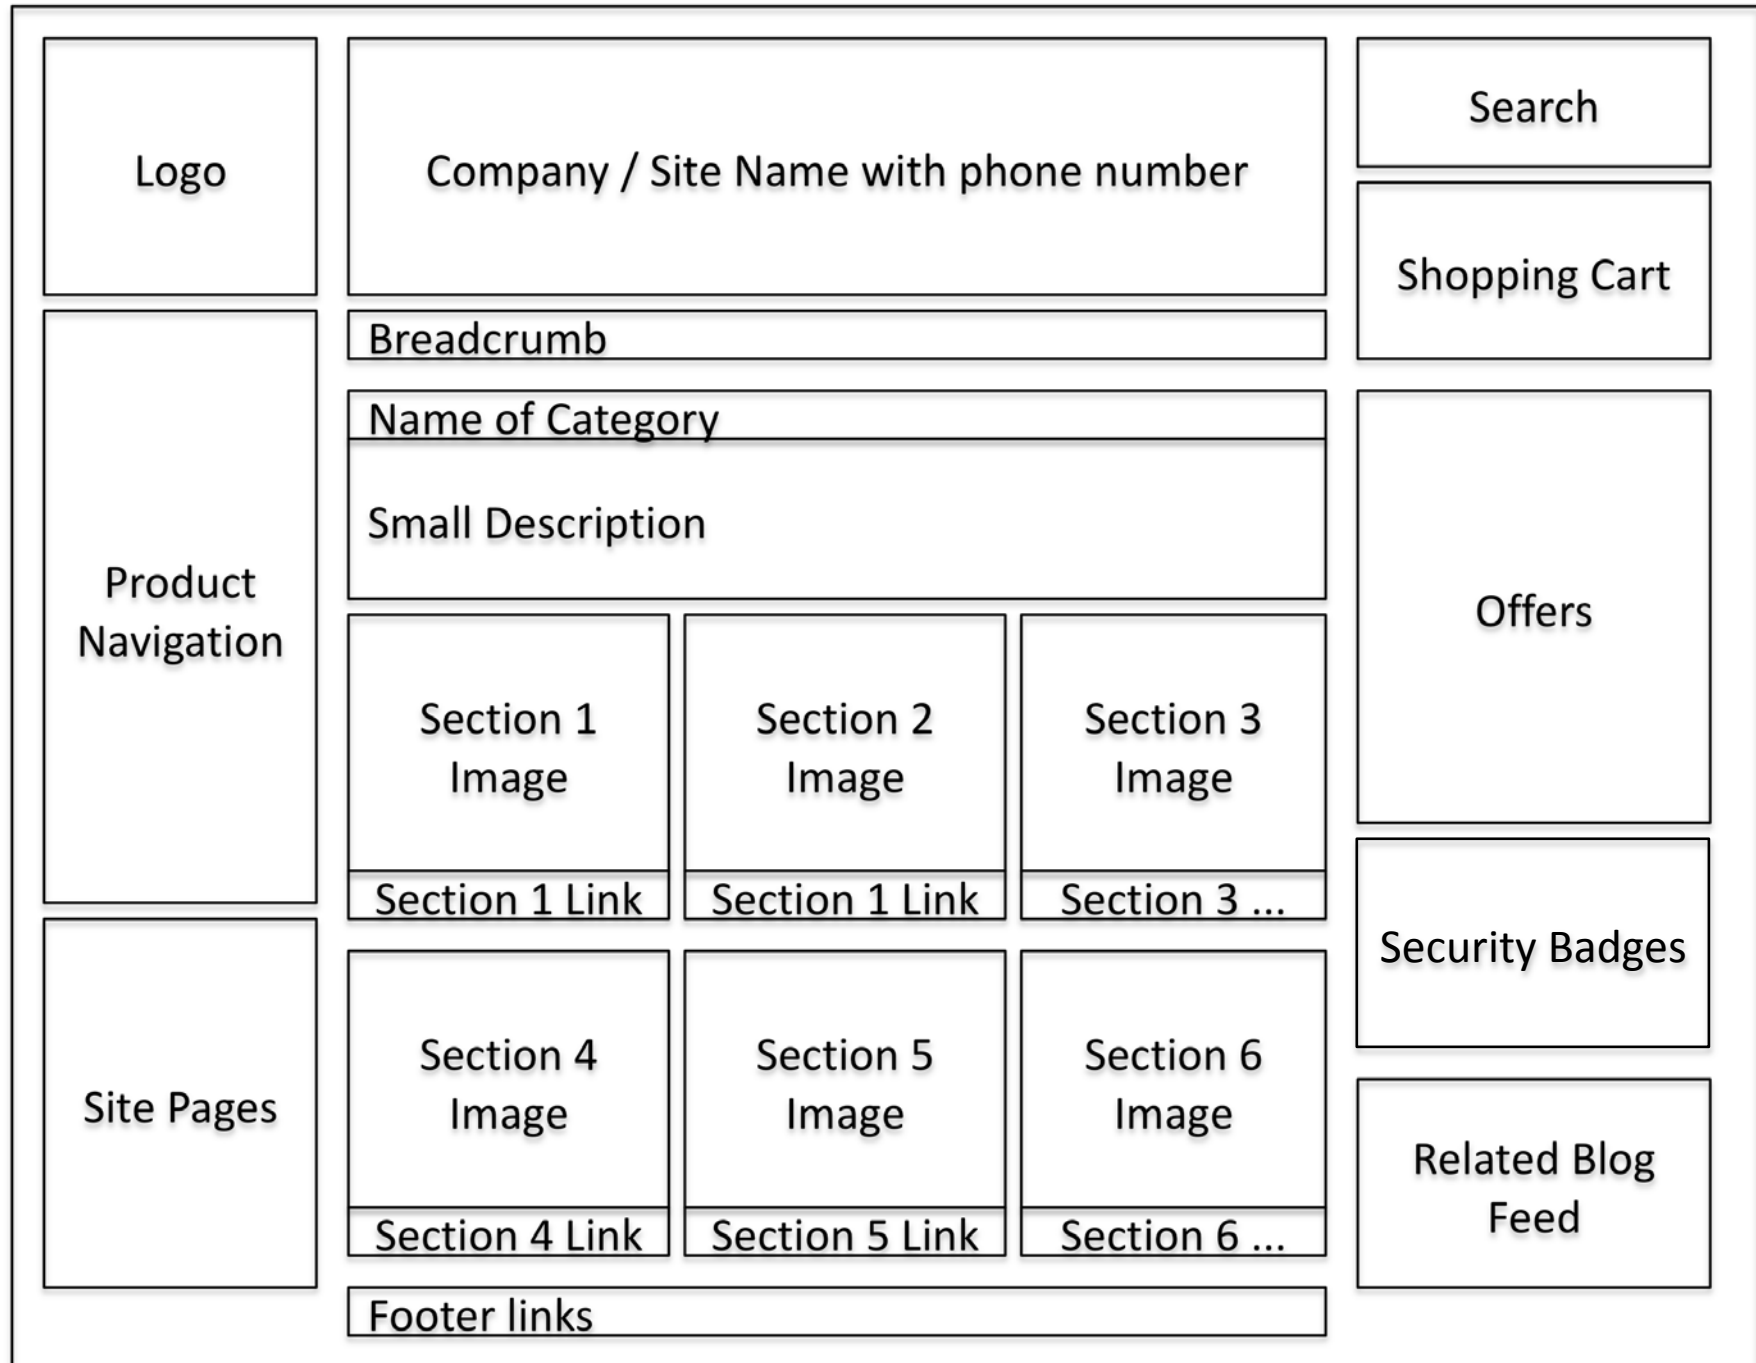 Logo
Company / Site Name with phone number
Search
Shopping Cart
Breadcrumb
Product
Navigation
Name of Category
Small Description
Offers
Section 1
Image
Section 2
Image
Section 3
Image
Section 1 Link
Section 1 Link
Section 3 ...
Security Badges
Site Pages
Section 4
Image
Section 5
Image
Section 6
Image
Section 4 Link
Section 5 Link
Section 6 ...
Related Blog
Feed
Footer links